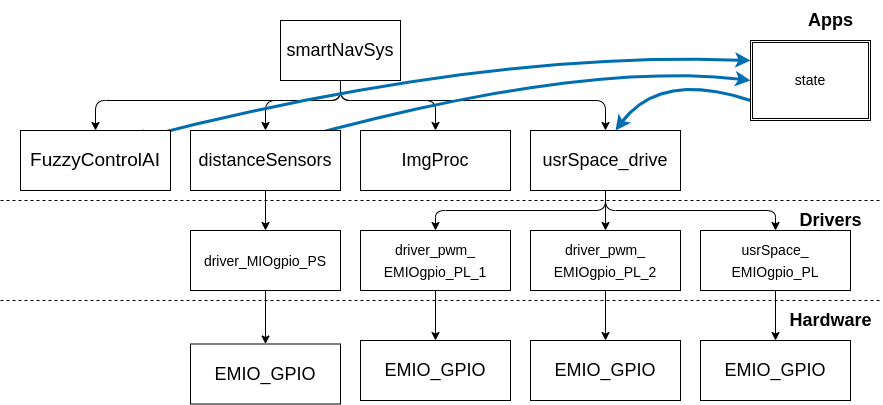 Apps
smartNavSys
state
FuzzyControlAI
distanceSensors
ImgProc
usrSpace_drive
Drivers
driver_MIOgpio_PS
driver_pwm_
EMIOgpio_PL_1
driver_pwm_
EMIOgpio_PL_2
usrSpace_
EMIOgpio_PL
Hardware
EMIO_GPIO
EMIO_GPIO
EMIO_GPIO
EMIO_GPIO